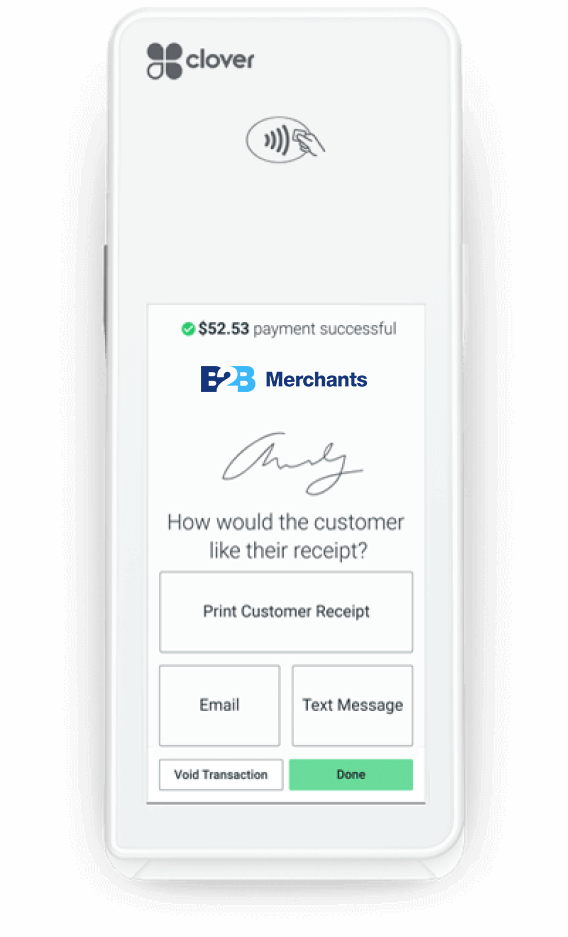 clover
$52.53 payment successful
B2B Merchants
How would the customer
like their receipt?
Print Customer Receipt
Email
Text Message
Void Transaction
Done